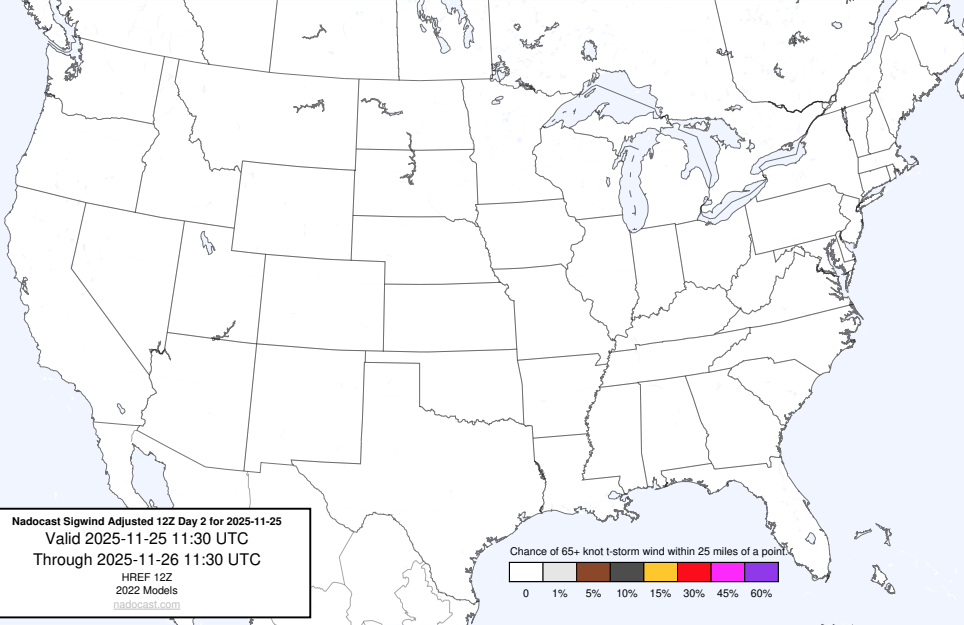 Nadocast Sigwind Adjusted 12Z Day 2 for 2025-11-25
Valid 2025-11-25 11:30 UTC
Through 2025-11-26 11:30 UTC
HREF 12Z
2022 Models
nadocast.com
Chance of 65+ knot t-storm wind within 25 miles of a point.
0 1% 5% 10% 15% 30% 45% 60%